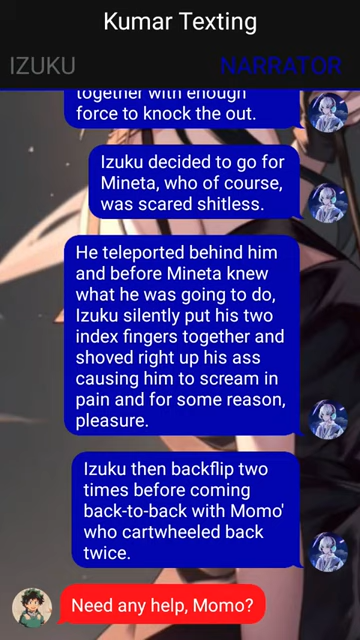 Kumar Texting
IZUKU
NARRATOR
together with enough
force to knock the out.
Izuku decided to go for
Mineta, who of course,
was scared shitless.
He teleported behind him
and before Mineta knew
what he was going to do,
Izuku silently put his two
index fingers together and
shoved right up his ass
causing him to scream in
pain and for some reason,
pleasure.
Izuku then backflip two
times before coming
back-to-back with Momo'
who cartwheeled back
twice.
Need any help, Momo?